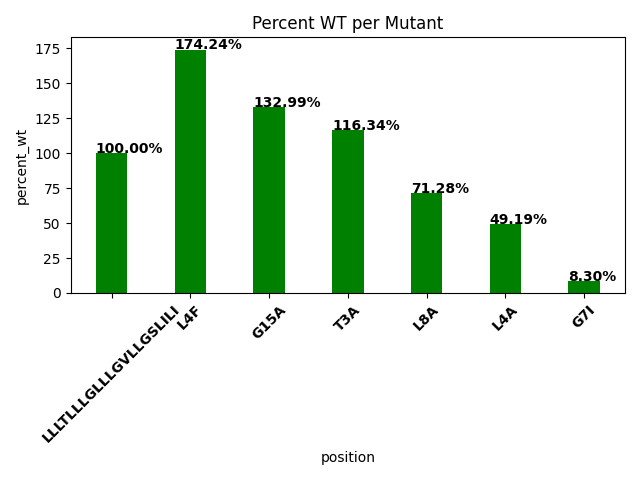 Percent WT per Mutant
percent_wt
175
150
125
100
75
50
25
0
100.00%
174.24%
132.99%
116.34%
71.28%
49.19%
8.30%
LLLTLLLGLLLGVLLGSLILI
L4F
G15A
T3A
L8A
L4A
G7I
position